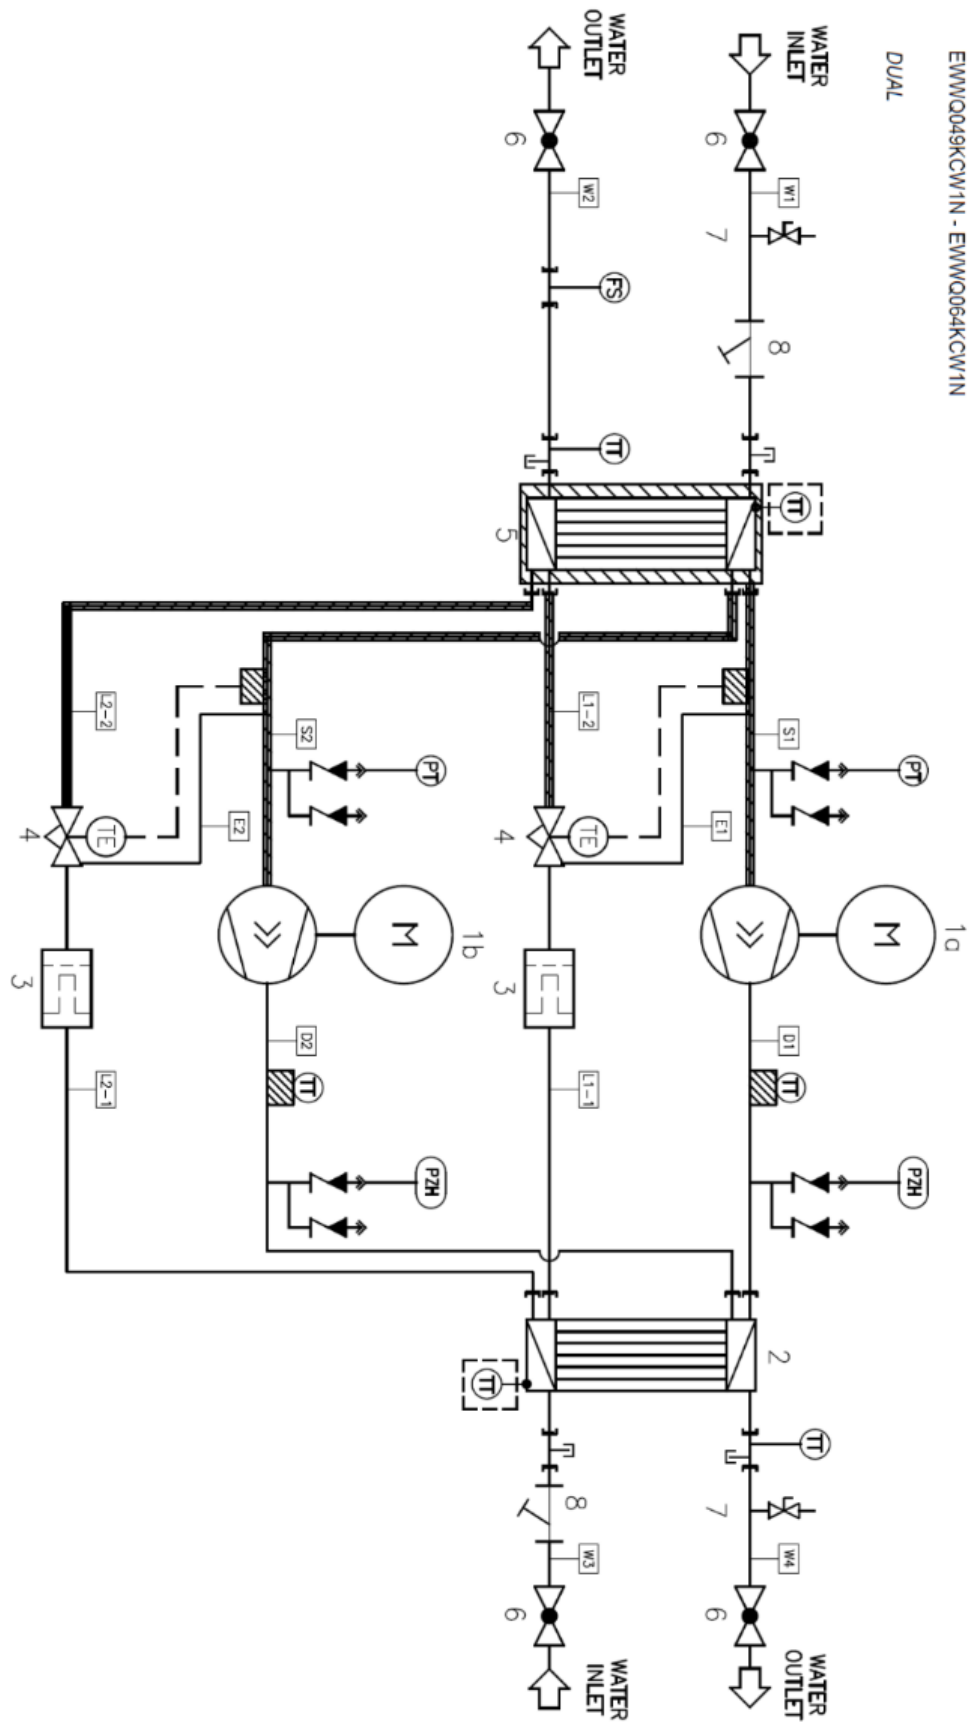 EWWQ049KCW1N - EWWQ064KCW1N
DUAL
1a
PT
M
PZH
WATER
INLET
TT
TT
TT
WATER
OUTLET
W1
S1
D1
W4
8
2
6
7
E1
7
6
WATER
OUTLET
FS
TT
WATER
INLET
W2
L1-2
TE
L1-1
8
W3
6
5
4
3
6
TT
1b
PT
M
PZH
S2
D2
TT
E2
L2-2
TE
L2-1
4
3